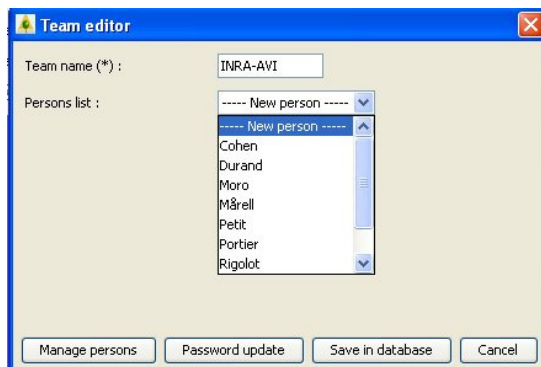 Team editor
Team name (*) : INRA-AVI
Persons list : ----- New person -----
----- New person -----
Cohen
Durand
Moro
Mårell
Petit
Portier
Rigolot
Manage persons Password update Save in database Cancel